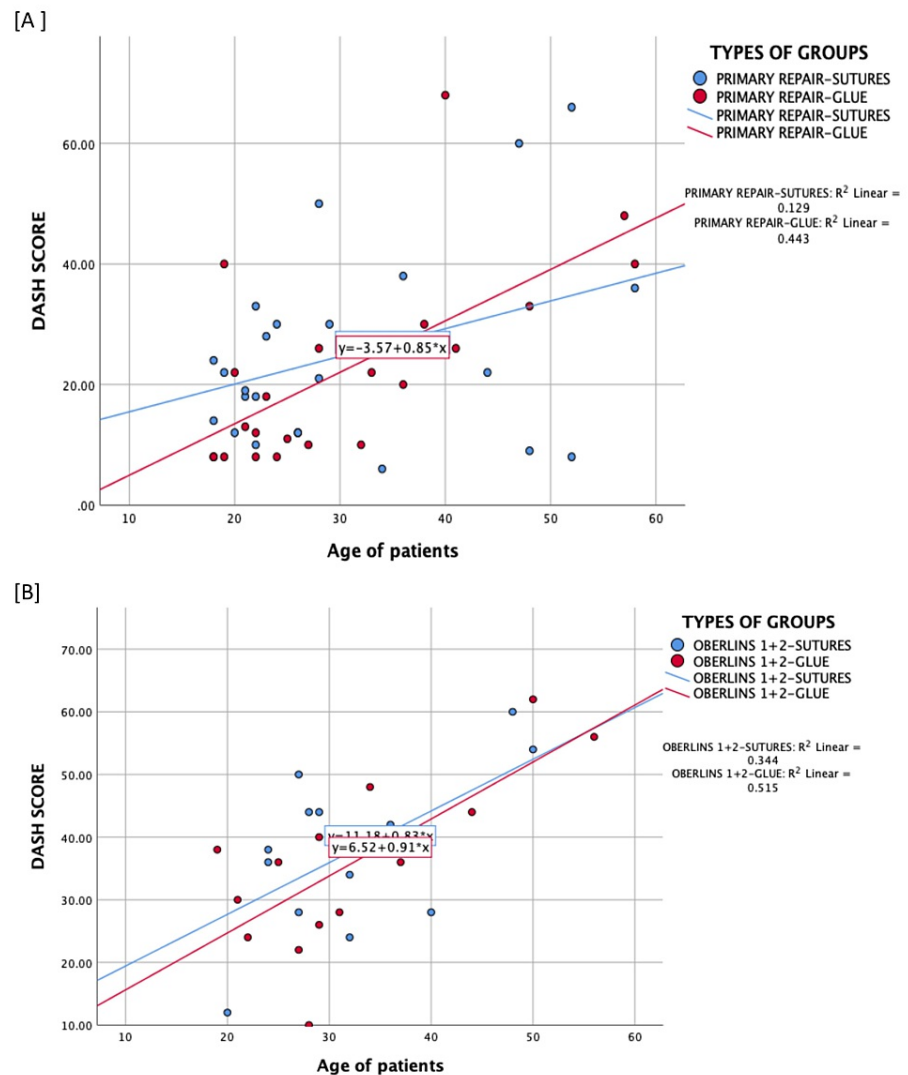 [A ]
TYPES OF GROUPS
PRIMARY REPAIR-SUTURES
PRIMARY REPAIR-GLUE
PRIMARY REPAIR-SUTURES
PRIMARY REPAIR-GLUE
PRIMARY REPAIR-SUTURES: R² Linear =
0.129
PRIMARY REPAIR-GLUE: R² Linear =
0.443
DASH SCORE
60.00
40.00
20.00
.00
y=-3.57+0.85*x
10 20 30 40 50 60
Age of patients
[B]
TYPES OF GROUPS
OBERLINS 1+2-SUTURES
OBERLINS 1+2-GLUE
OBERLINS 1+2-SUTURES
OBERLINS 1+2-GLUE
OBERLINS 1+2-SUTURES: R² Linear =
0.344
OBERLINS 1+2-GLUE: R² Linear =
0.515
DASH SCORE
70.00
60.00
50.00
40.00
30.00
20.00
10.00
y=11.18+0.83*x
y=6.52+0.91*x
10 20 30 40 50 60
Age of patients